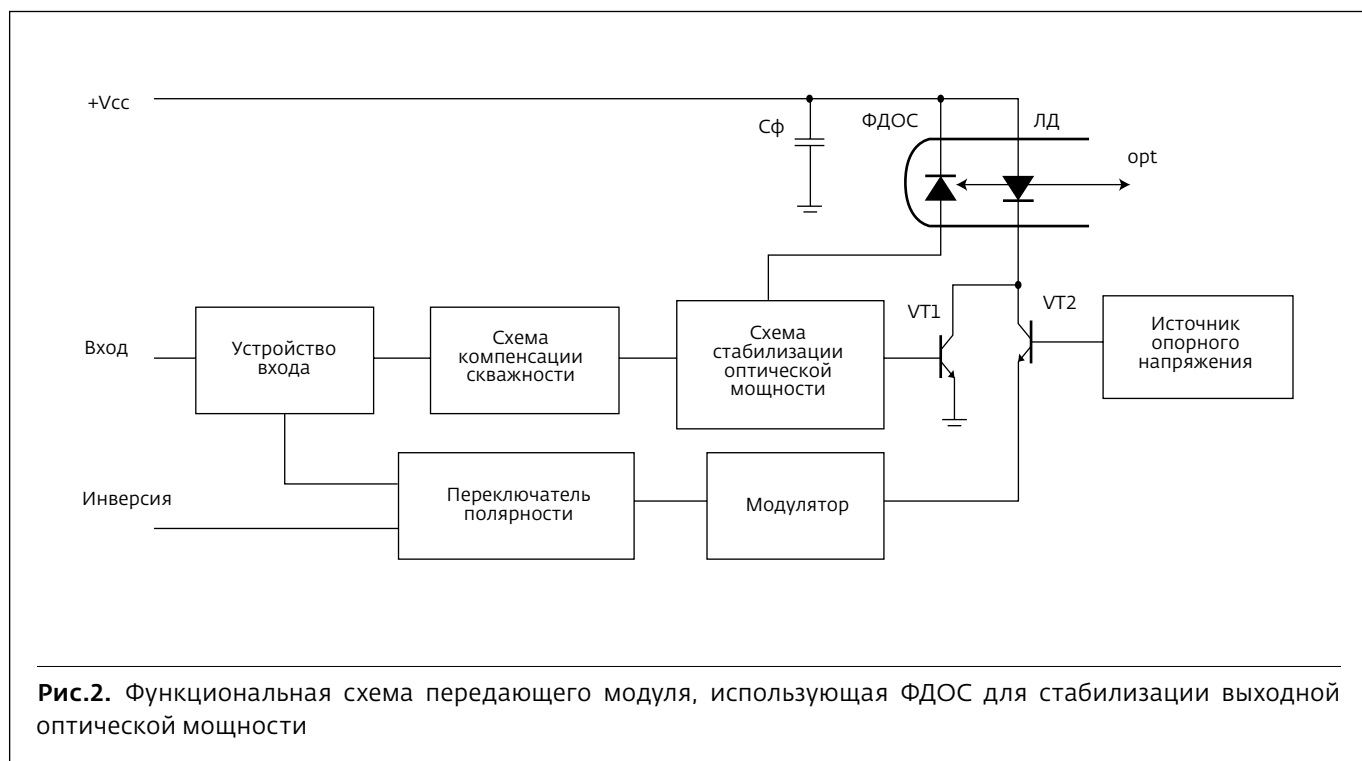 +Vcc
Cф
ФДОС
ЛД
opt
VT1
VT2
Вход
Устройство
входа
Схема
компенсации
скважности
Схема
стабилизации
оптической
мощности
Источник
опорного
напряжения
Инверсия
Переключатель
полярности
Модулятор
Рис.2. Функциональная схема передающего модуля, использующая ФДОС для стабилизации выходной
оптической мощности